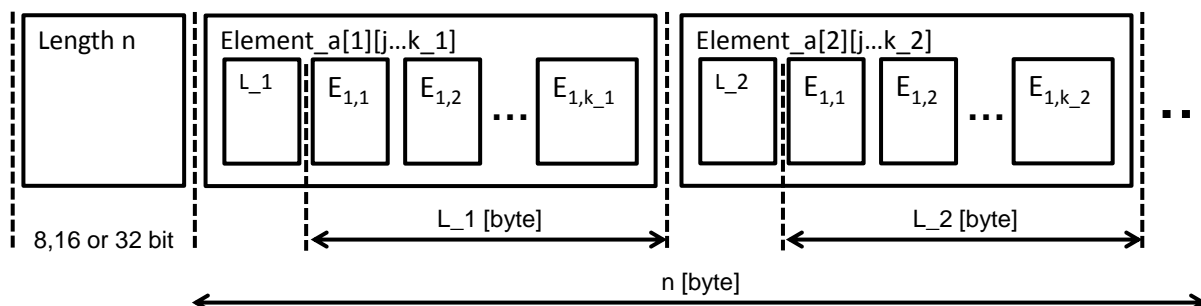 Length n
Element_a[1][j...k_1]
L_1
E1,1
E1,2
...
E1,k_1
Element_a[2][j...k_2]
L_2
E1,1
E1,2
...
E1,k_2
..
8,16 or 32 bit
L_1 [byte]
L_2 [byte]
n [byte]